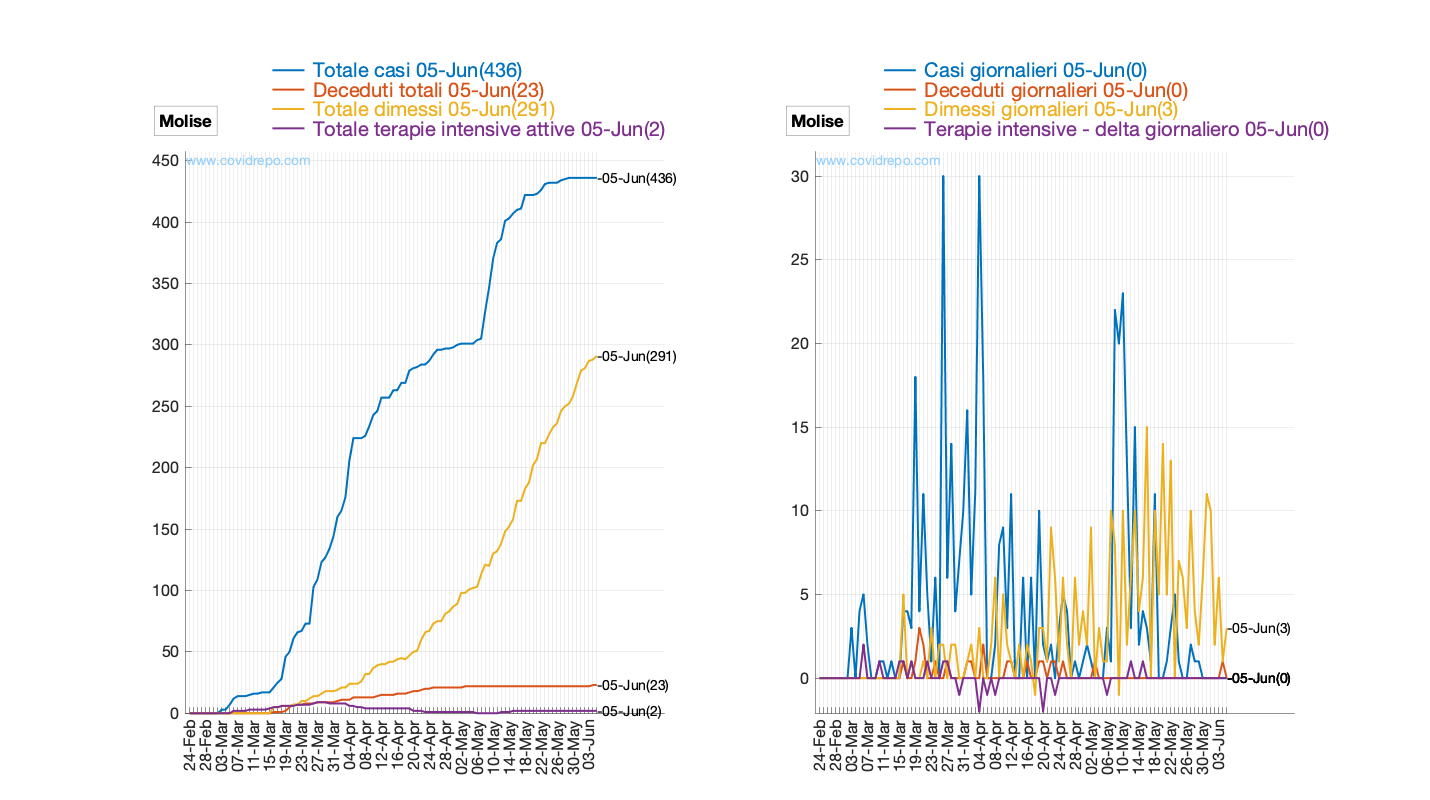 Totale casi 05-Jun(436)
Deceduti totali 05-Jun(23)
Totale dimessi 05-Jun(291)
Totale terapie intensive attive 05-Jun(2)
Molise
www.covidrepo.com
450
400
350
300
250
200
150
100
50
0
-05-Jun(436)
-05-Jun(291)
-05-Jun(23)
-05-Jun(2)
24-Feb
28-Feb
03-Mar
07-Mar
11-Mar
15-Mar
19-Mar
23-Mar
27-Mar
31-Mar
04-Apr
08-Apr
12-Apr
16-Apr
20-Apr
24-Apr
28-Apr
02-May
06-May
10-May
14-May
18-May
22-May
26-May
30-May
03-Jun
Casi giornalieri 05-Jun(0)
Deceduti giornalieri 05-Jun(0)
Dimessi giornalieri 05-Jun(3)
Terapie intensive - delta giornaliero 05-Jun(0)
Molise
www.covidrepo.com
30
25
20
15
10
5
0
-05-Jun(3)
-05-Jun(0)
24-Feb
28-Feb
03-Mar
07-Mar
11-Mar
15-Mar
19-Mar
23-Mar
27-Mar
31-Mar
04-Apr
08-Apr
12-Apr
16-Apr
20-Apr
24-Apr
28-Apr
02-May
06-May
10-May
14-May
18-May
22-May
26-May
30-May
03-Jun